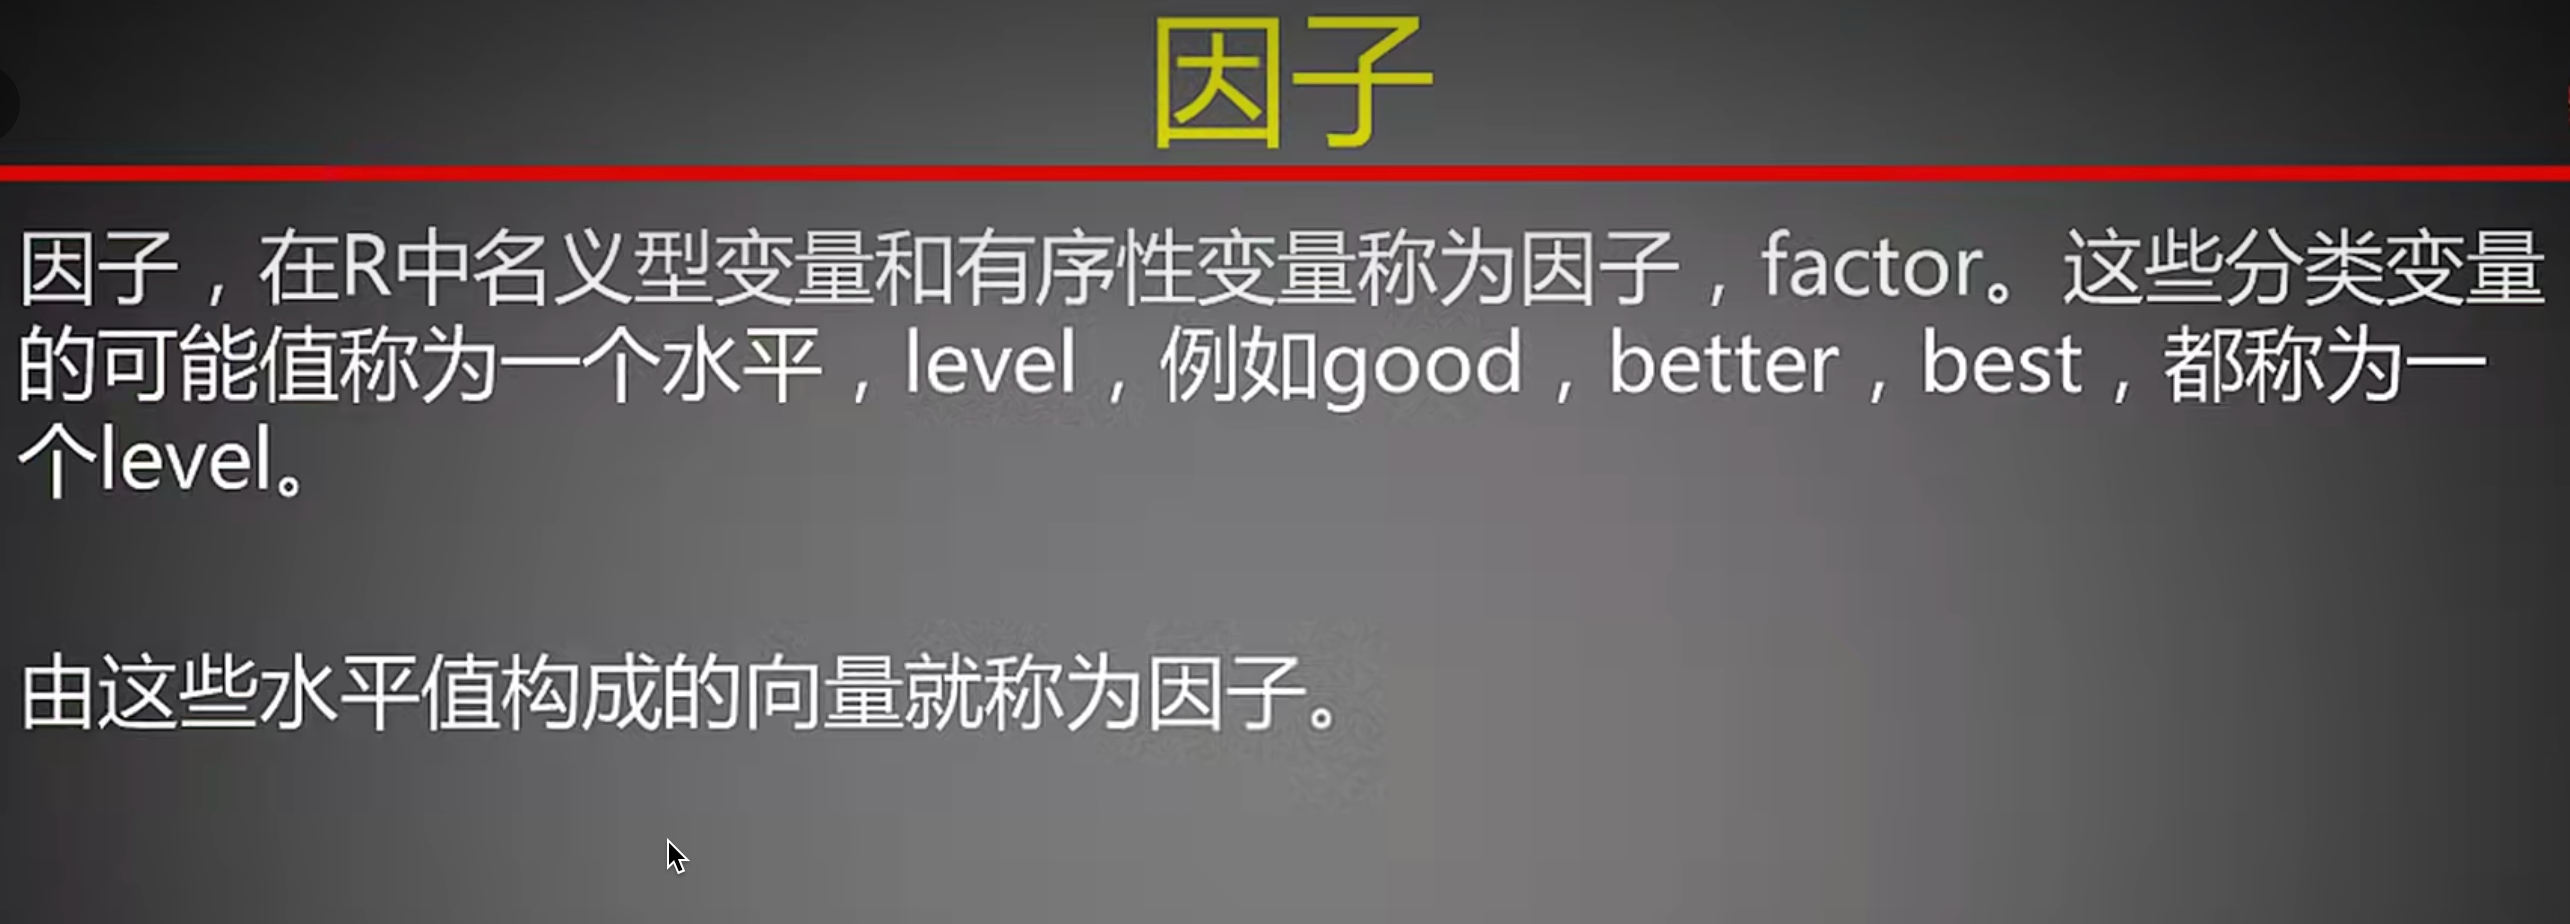 因子
因子，在R中名义型变量和有序性变量称为因子，factor。这些分类变量
的可能值称为一个水平，level，例如good，better，best，都称为一
个level。
由这些水平值构成的向量就称为因子。